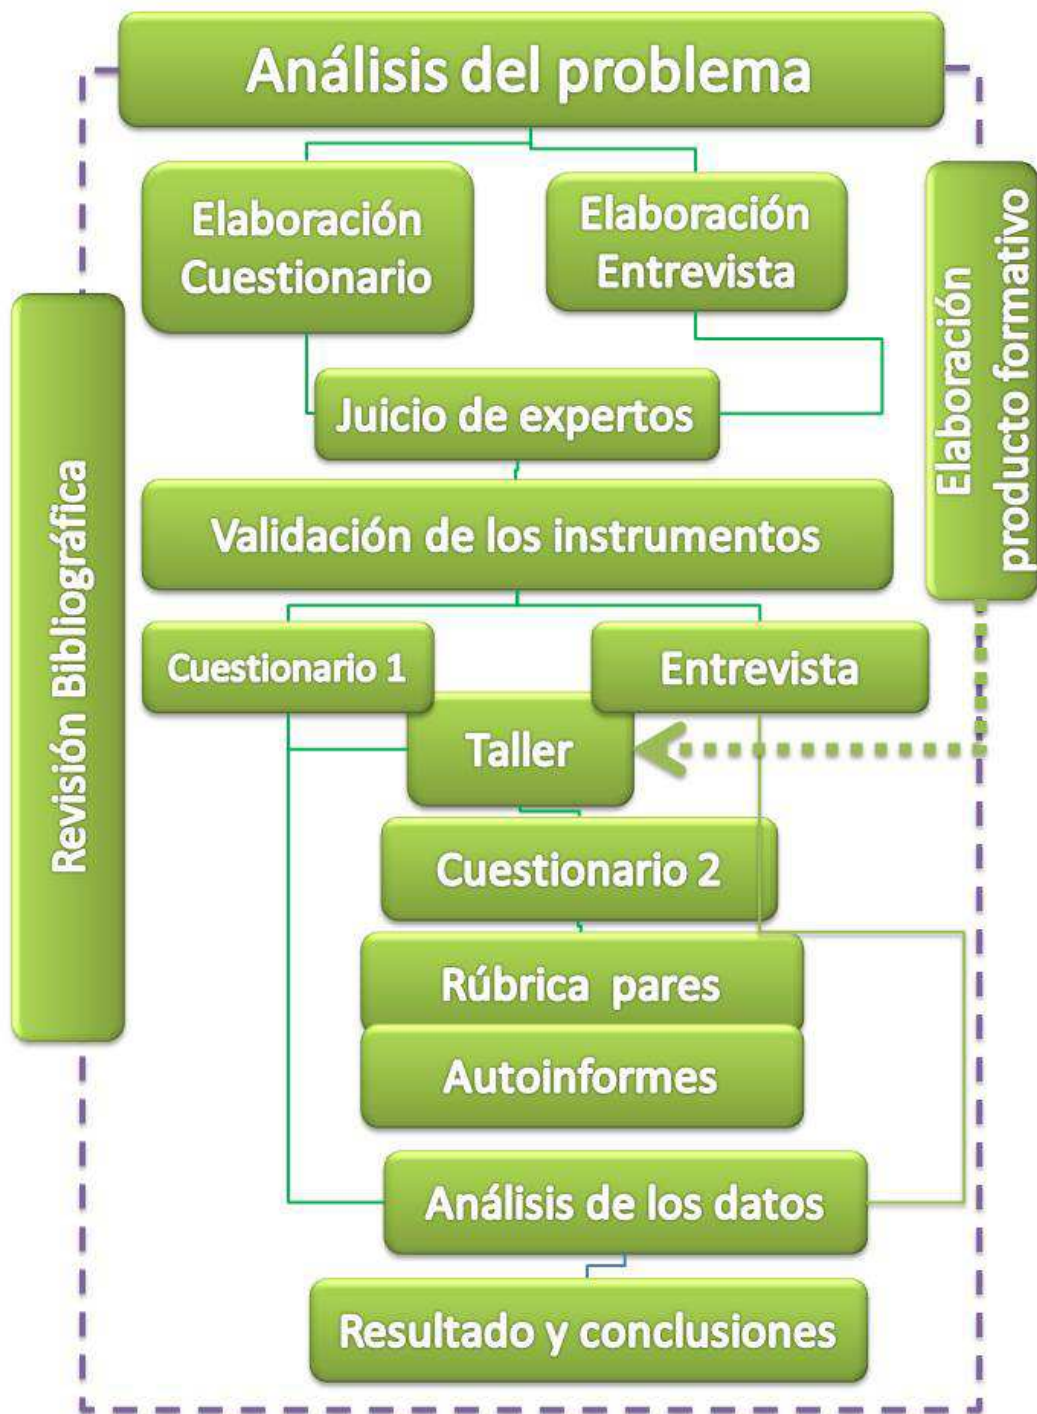 Análisis del problema
Elaboración
Cuestionario
Elaboración
Entrevista
Elaboración
producto formativo
Revisión Bibliográfica
Juicio de expertos
Validación de los instrumentos
Cuestionario 1
Entrevista
Taller
Cuestionario 2
Rúbrica pares
Autoinformes
Análisis de los datos
Resultado y conclusiones